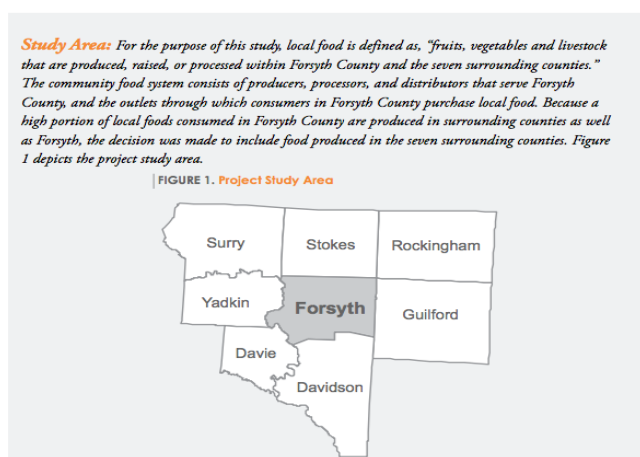 Study Area: For the purpose of this study, local food is defined as, “fruits, vegetables and livestock
that are produced, raised, or processed within Forsyth County and the seven surrounding counties.”
The community food system consists of producers, processors, and distributors that serve Forsyth
County, and the outlets through which consumers in Forsyth County purchase local food. Because a
high portion of local foods consumed in Forsyth County are produced in surrounding counties as well
as Forsyth, the decision was made to include food produced in the seven surrounding counties. Figure
1 depicts the project study area.
FIGURE 1. Project Study Area
Surry
Stokes
Rockingham
Yadkin
Forsyth
Guilford
Davie
Davidson